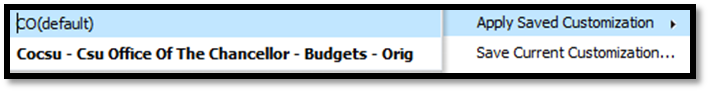 CO(default)
Apply Saved Customization
Cocsu - Csu Office Of The Chancellor - Budgets - Orig
Save Current Customization...